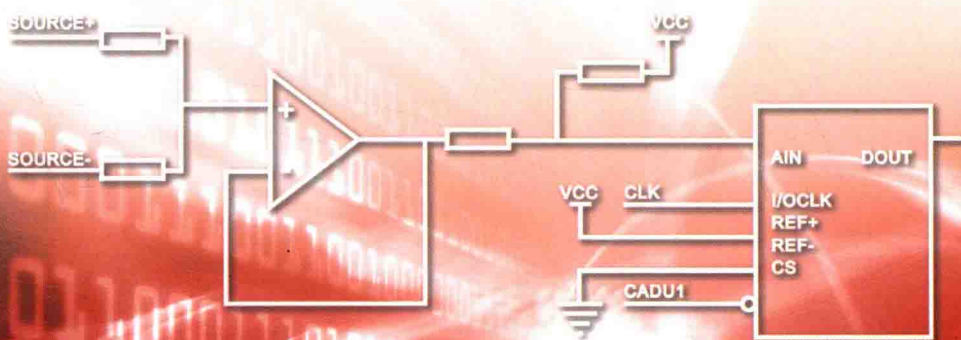 SOURCE+
VCC
SOURCE-
AIN DOUT
VCC CLK
I/OCLK
REF+
REF-
CS
CADU1